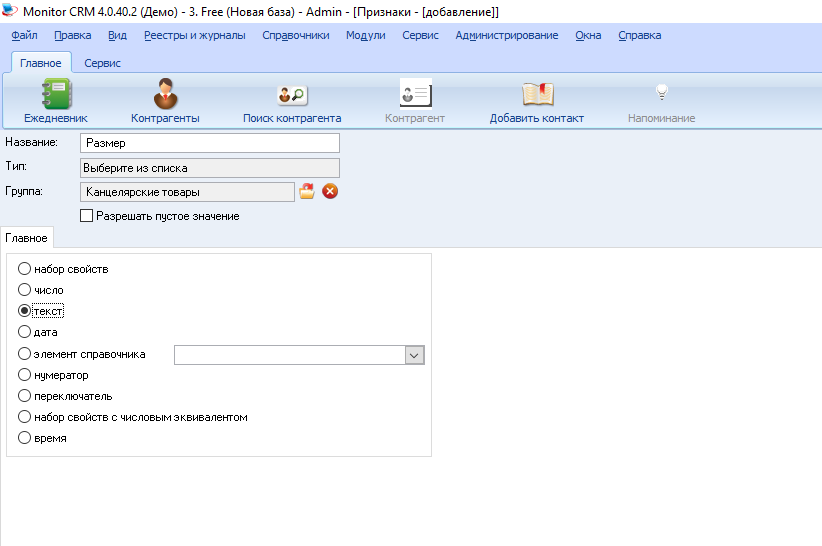 Monitor CRM 4.0.40.2 (Демо) - 3. Free (Новая база) - Admin - [Признаки - [добавление]]
Файл Правка Вид Реестры и журналы Справочники Модули Сервис Администрирование Окна Справка
Главное Сервис
Ежедневник Контрагенты Поиск контрагента Контрагент Добавить контакт Напоминание
Название: Размер
Тип: Выберите из списка
Группа: Канцелярские товары
Разрешать пустое значение
Главное
набор свойств
число
текст
дата
элемент справочника
нумератор
переключатель
набор свойств с числовым эквивалентом
время